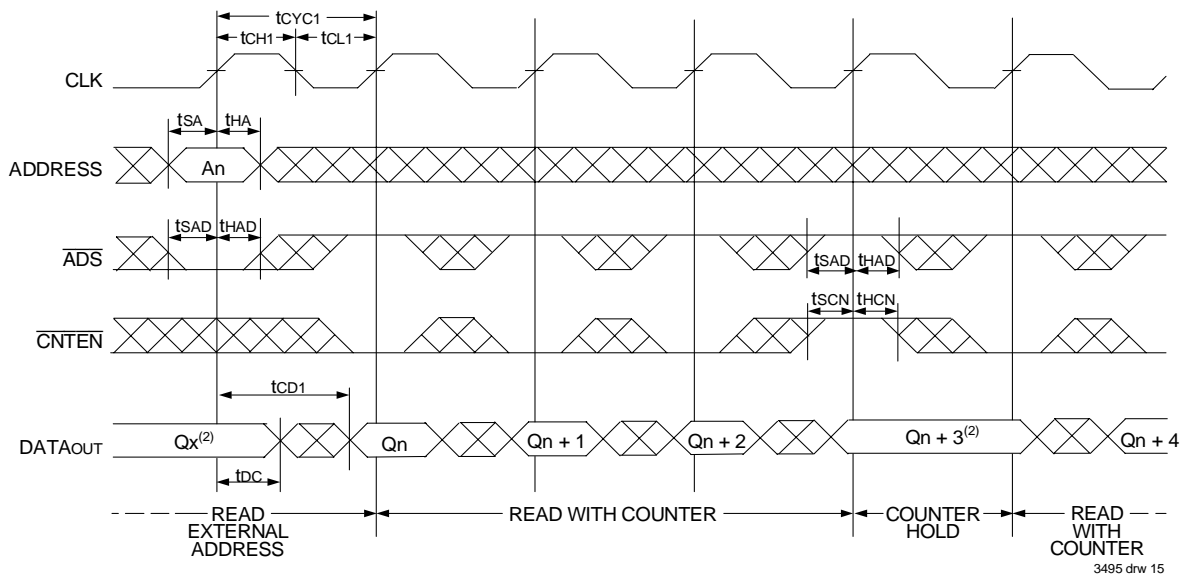 tCYC1
tCH1 tCL1
CLK
tSA tHA
ADDRESS An
tSAD tHAD
ADS
tSAD tHAD
tSCN tHCN
CNTEN
tCD1
DATAOUT Qx(2) Qn Qn + 1 Qn + 2 Qn + 3(2) Qn + 4
tDC
READ EXTERNAL ADDRESS
READ WITH COUNTER
COUNTER HOLD
READ WITH COUNTER
3495 drw 15